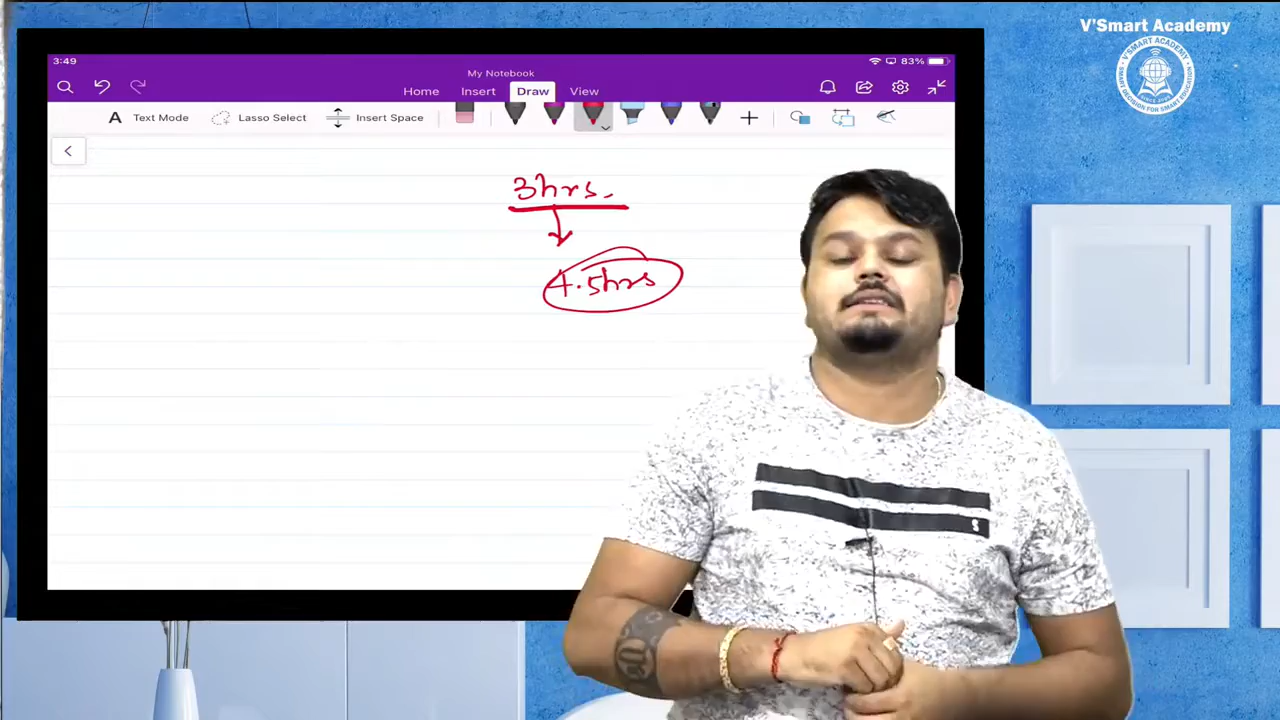 V'Smart Academy
3:49
83%
My Notebook
Home Insert Draw View
A Text Mode Lasso Select Insert Space
3hrs.
4.5hrs